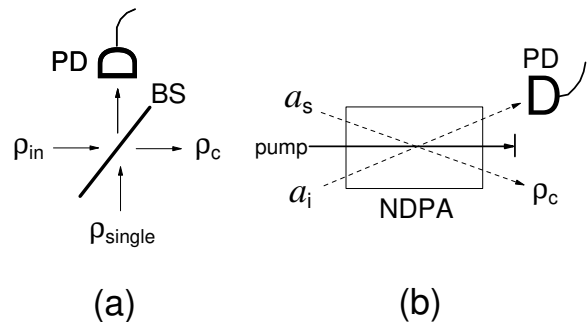 PD
BS
ρin
ρc
ρsingle
(a)
PD
as
pump
ai
NDPA
ρc
(b)